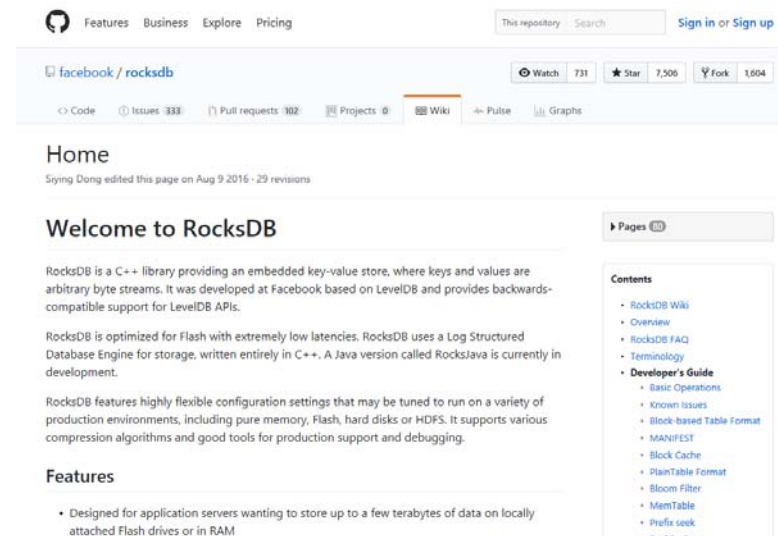 Features Business Explore Pricing This repository Search Sign in or Sign up
facebook / rocksdb Watch 731 Star 7,506 Fork 1,604
Code Issues 333 Pull requests 102 Projects 0 Wiki Pulse Graphs
Home
Siying Dong edited this page on Aug 9 2016 · 29 revisions
Welcome to RocksDB
RocksDB is a C++ library providing an embedded key-value store, where keys and values are
arbitrary byte streams. It was developed at Facebook based on LevelDB and provides backwards-
compatible support for LevelDB APIs.
RocksDB is optimized for Flash with extremely low latencies. RocksDB uses a Log Structured
Database Engine for storage, written entirely in C++. A Java version called RocksJava is currently in
development.
RocksDB features highly flexible configuration settings that may be tuned to run on a variety of
production environments, including pure memory, Flash, hard disks or HDFS. It supports various
compression algorithms and good tools for production support and debugging.
Features
• Designed for application servers wanting to store up to a few terabytes of data on locally
attached Flash drives or in RAM
Pages 80
Contents
• RocksDB Wiki
• Overview
• RocksDB FAQ
• Terminology
• Developer's Guide
• Basic Operations
• Known Issues
• Block-based Table Format
• MANIFEST
• Block Cache
• PlainTable Format
• Bloom Filter
• MemTable
• Prefix seek